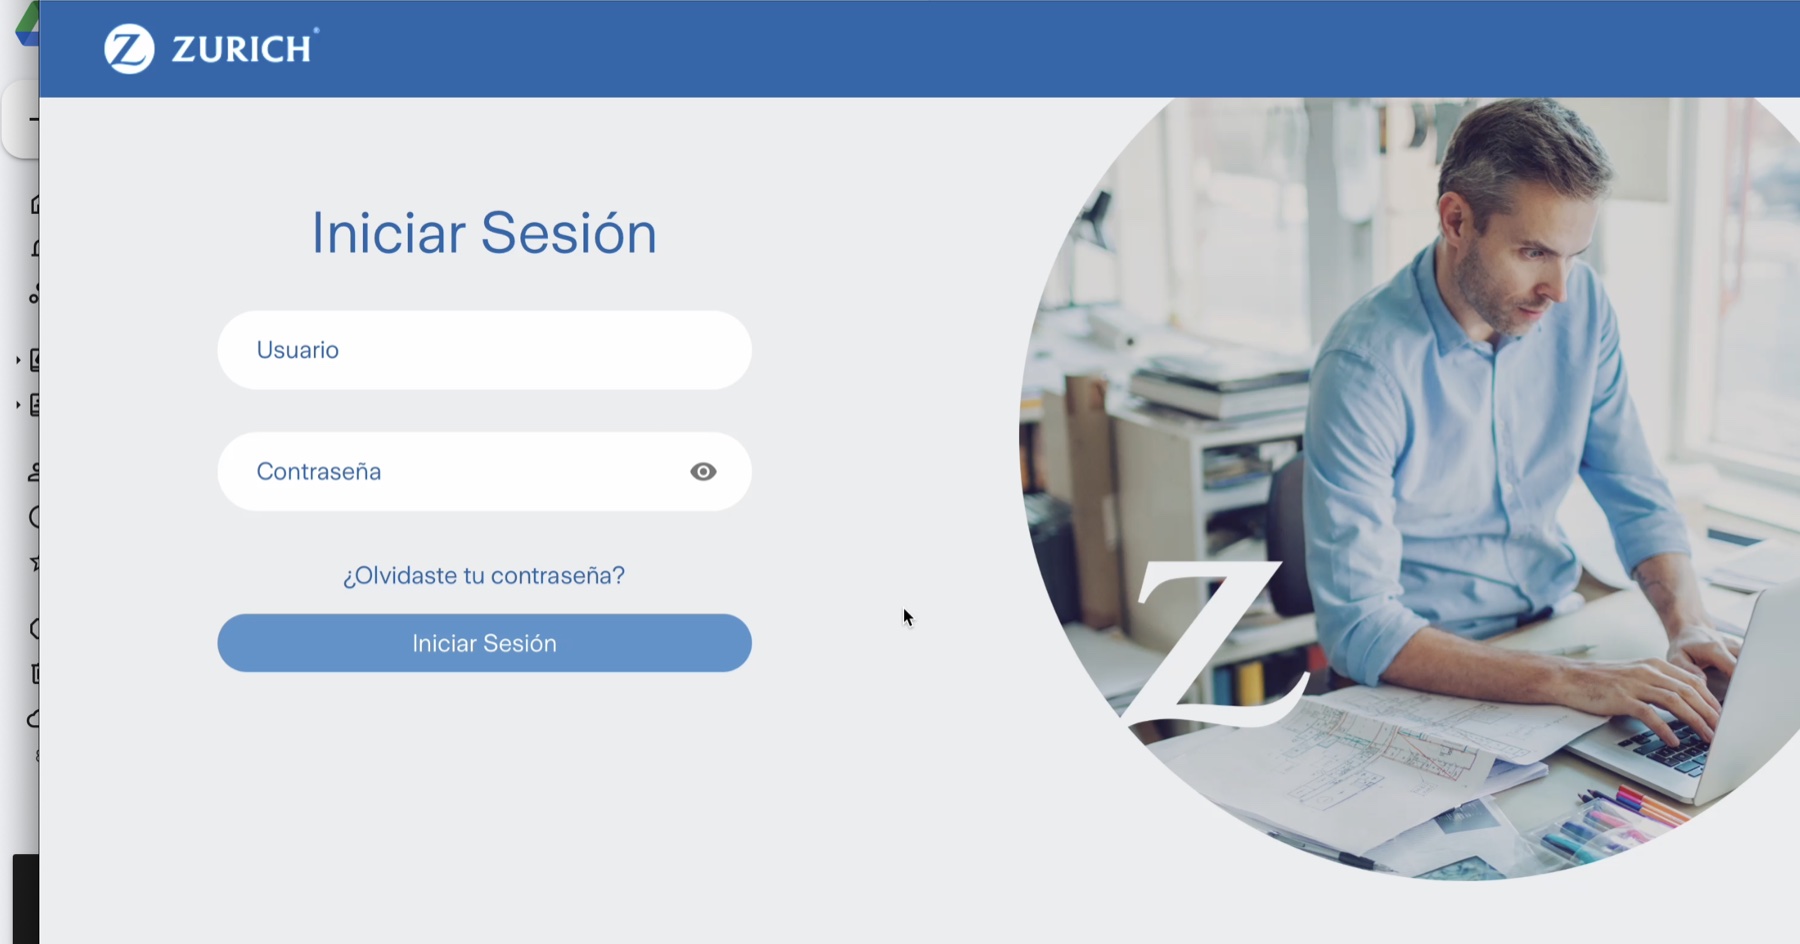 ZURICH
Iniciar Sesión
Usuario
Contraseña
¿Olvidaste tu contraseña?
Iniciar Sesión